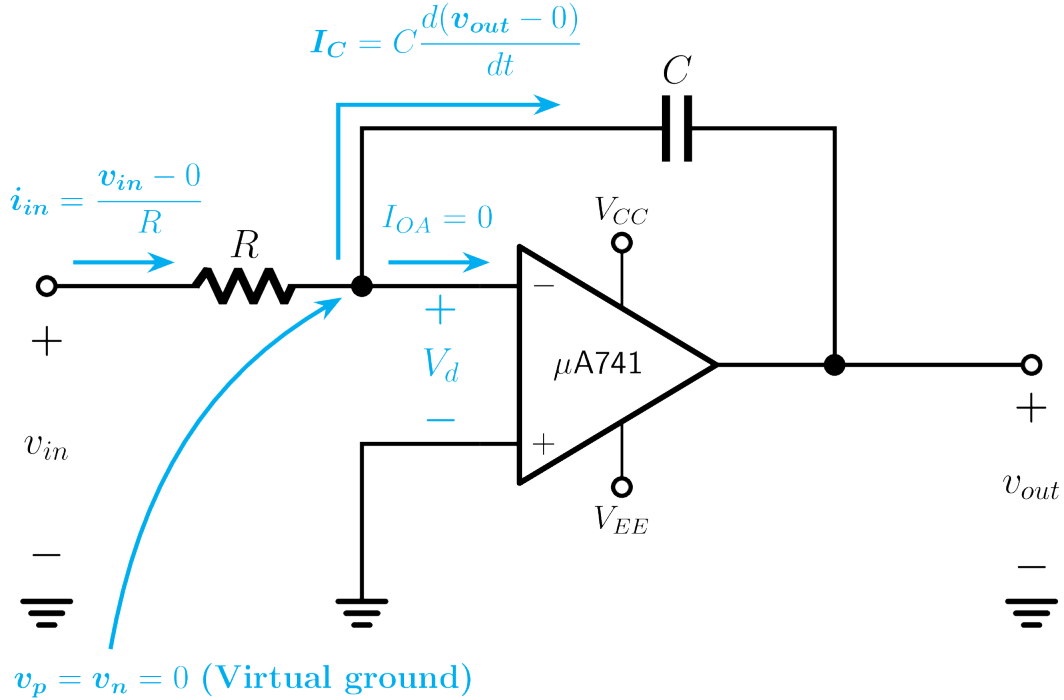 I_C = C d(v_out − 0)/dt
C
i_in = (v_in − 0)/R
R
I_OA = 0
V_CC
−
+
+
V_d
μA741
−
+
+
v_in
v_out
V_EE
−
−
v_p = v_n = 0 (Virtual ground)